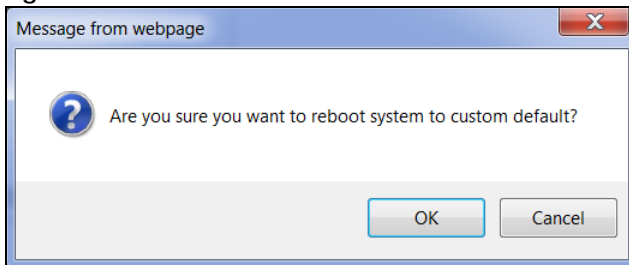 Message from webpage
Are you sure you want to reboot system to custom default?
OK
Cancel